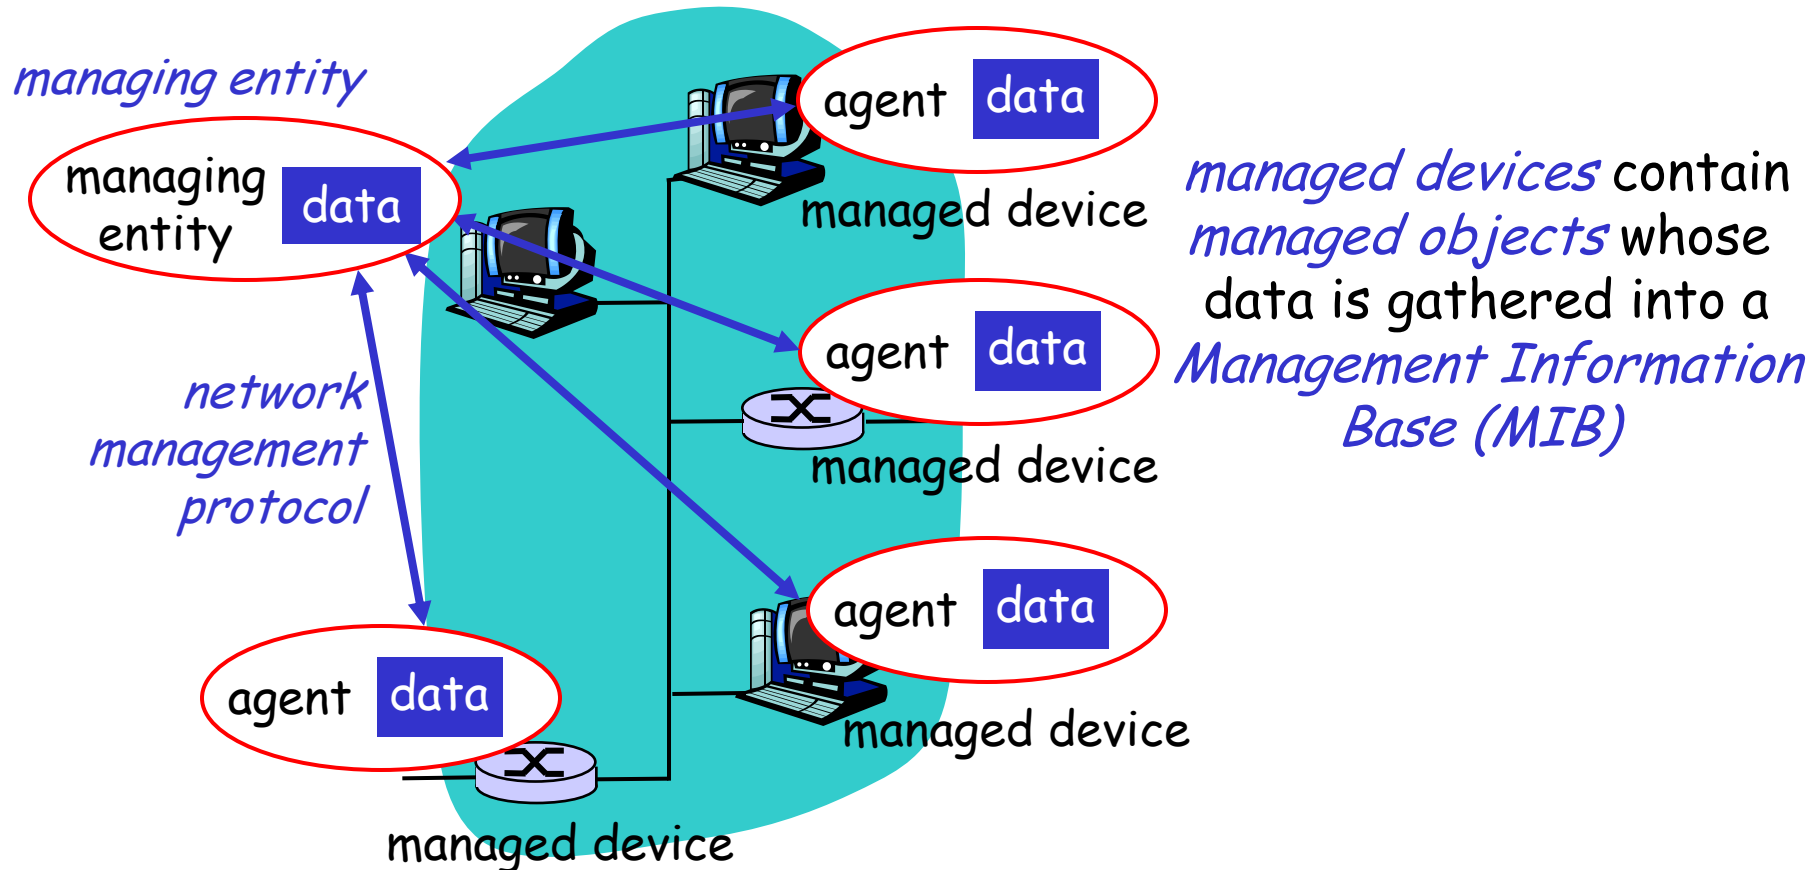 managing entity
managing
entity
data
agent data
managed device
agent data
managed device
network
management
protocol
agent data
managed device
agent data
managed device
managed devices contain
managed objects whose
data is gathered into a
Management Information
Base (MIB)